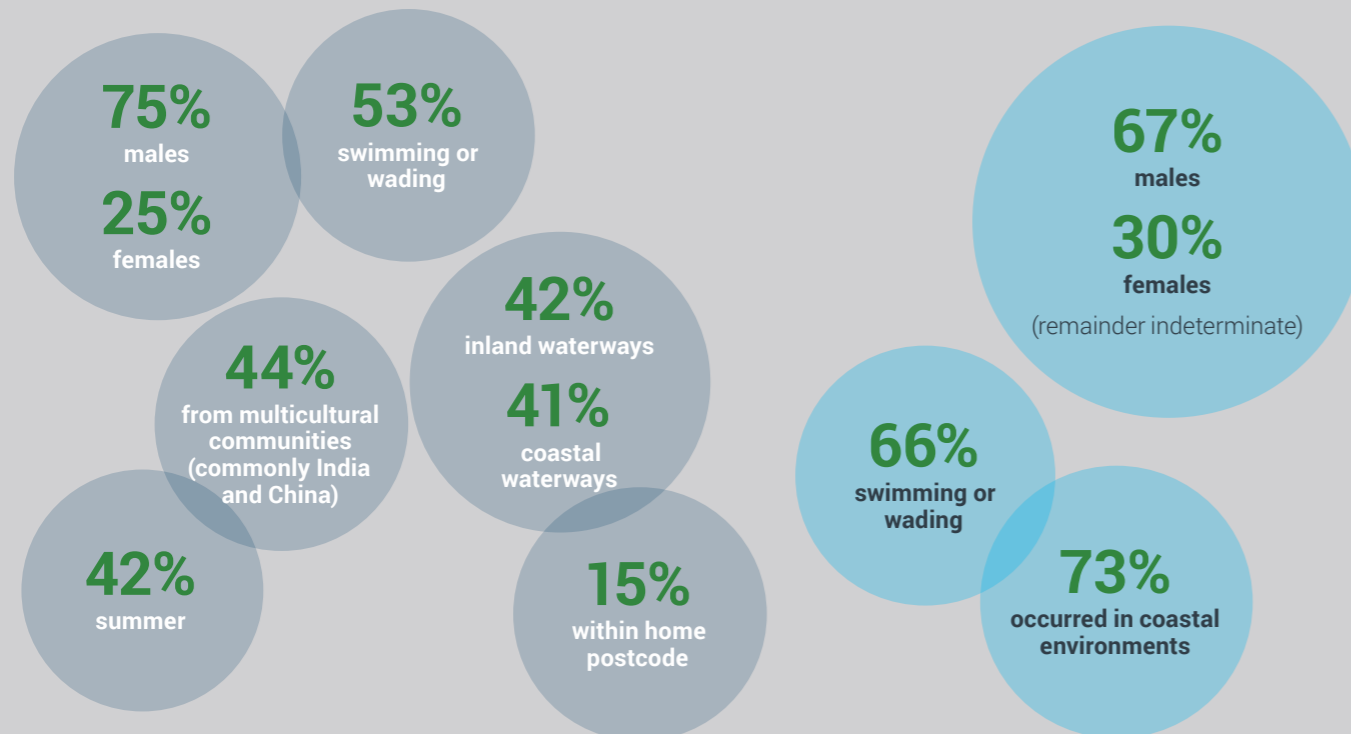 75%
males
25%
females
53%
swimming or
wading
42%
inland waterways
41%
coastal
waterways
44%
from multicultural
communities
(commonly India
and China)
42%
summer
15%
within home
postcode
67%
males
30%
females
(remainder indeterminate)
66%
swimming or
wading
73%
occurred in coastal
environments